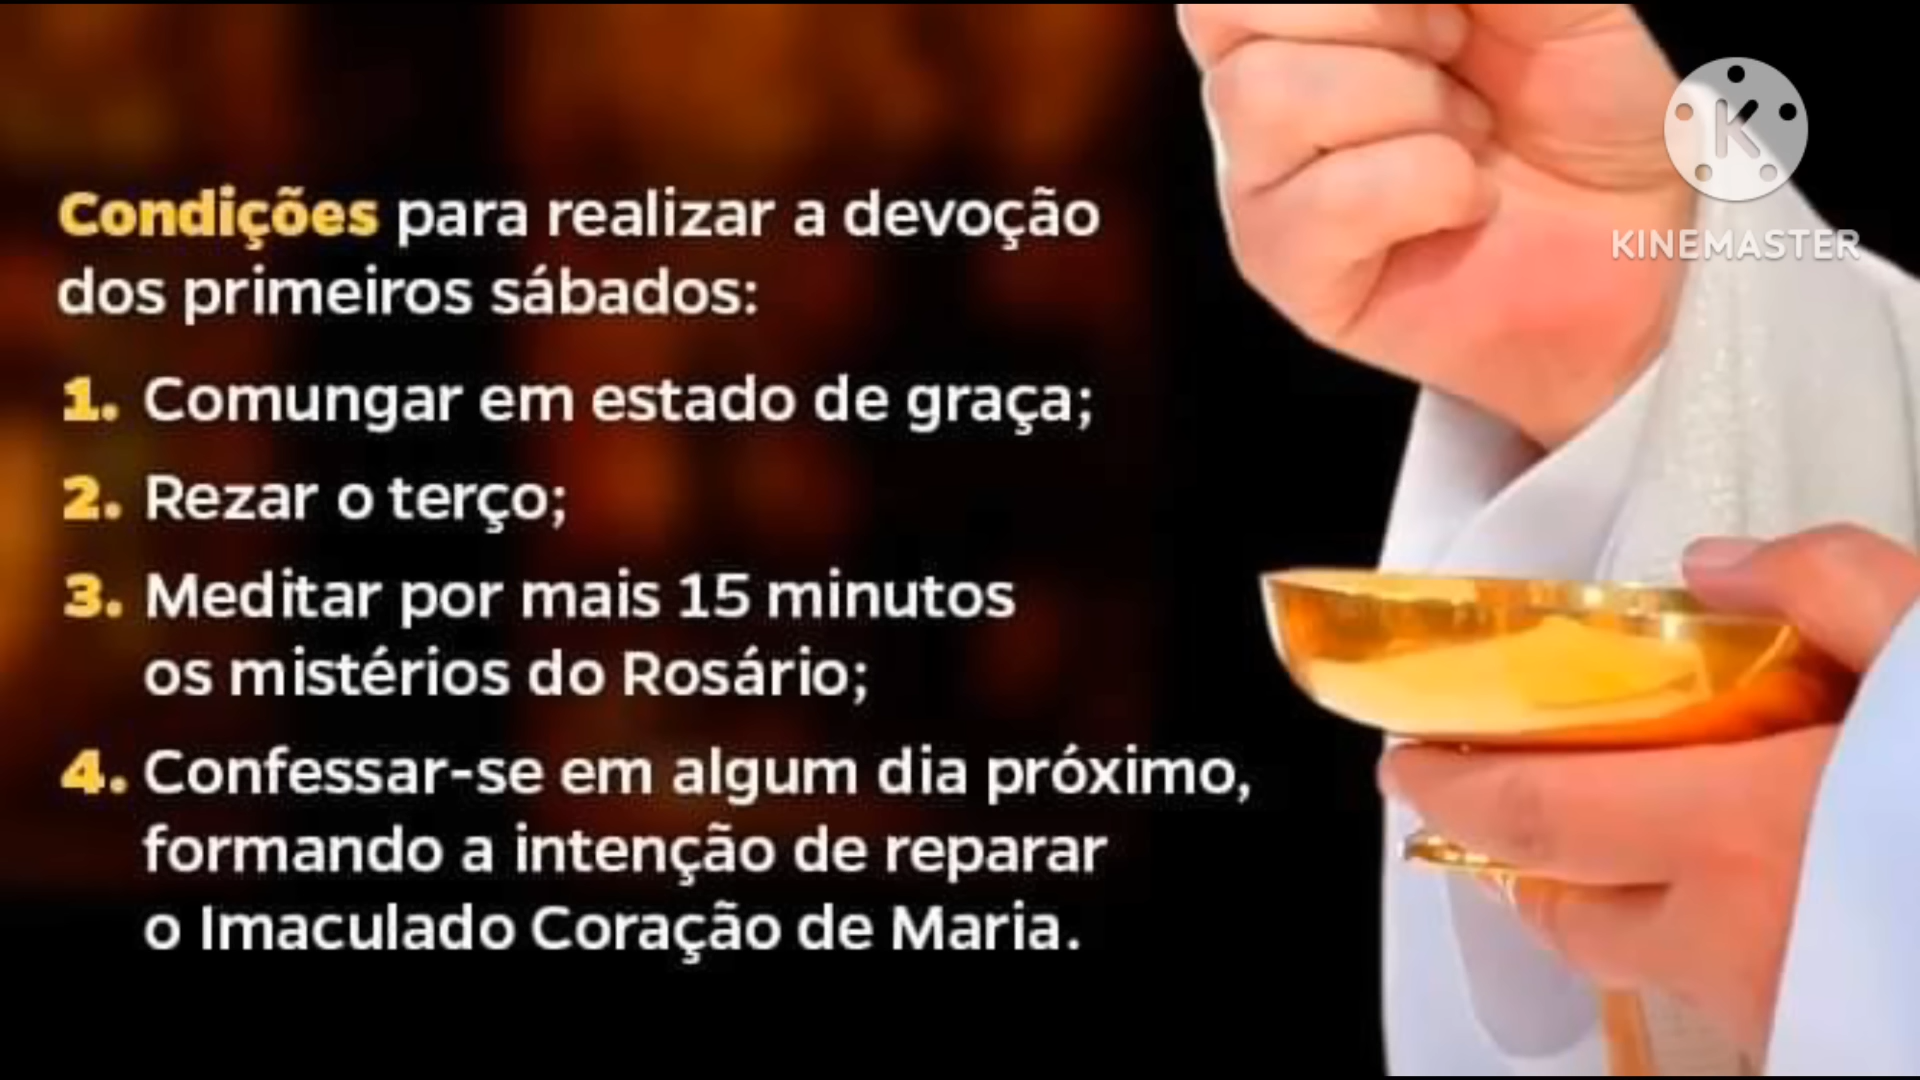 Condições para realizar a devoção
dos primeiros sábados:
1. Comungar em estado de graça;
2. Rezar o terço;
3. Meditar por mais 15 minutos
os mistérios do Rosário;
4. Confessar-se em algum dia próximo,
formando a intenção de reparar
o Imaculado Coração de Maria.
K
KINEMASTER